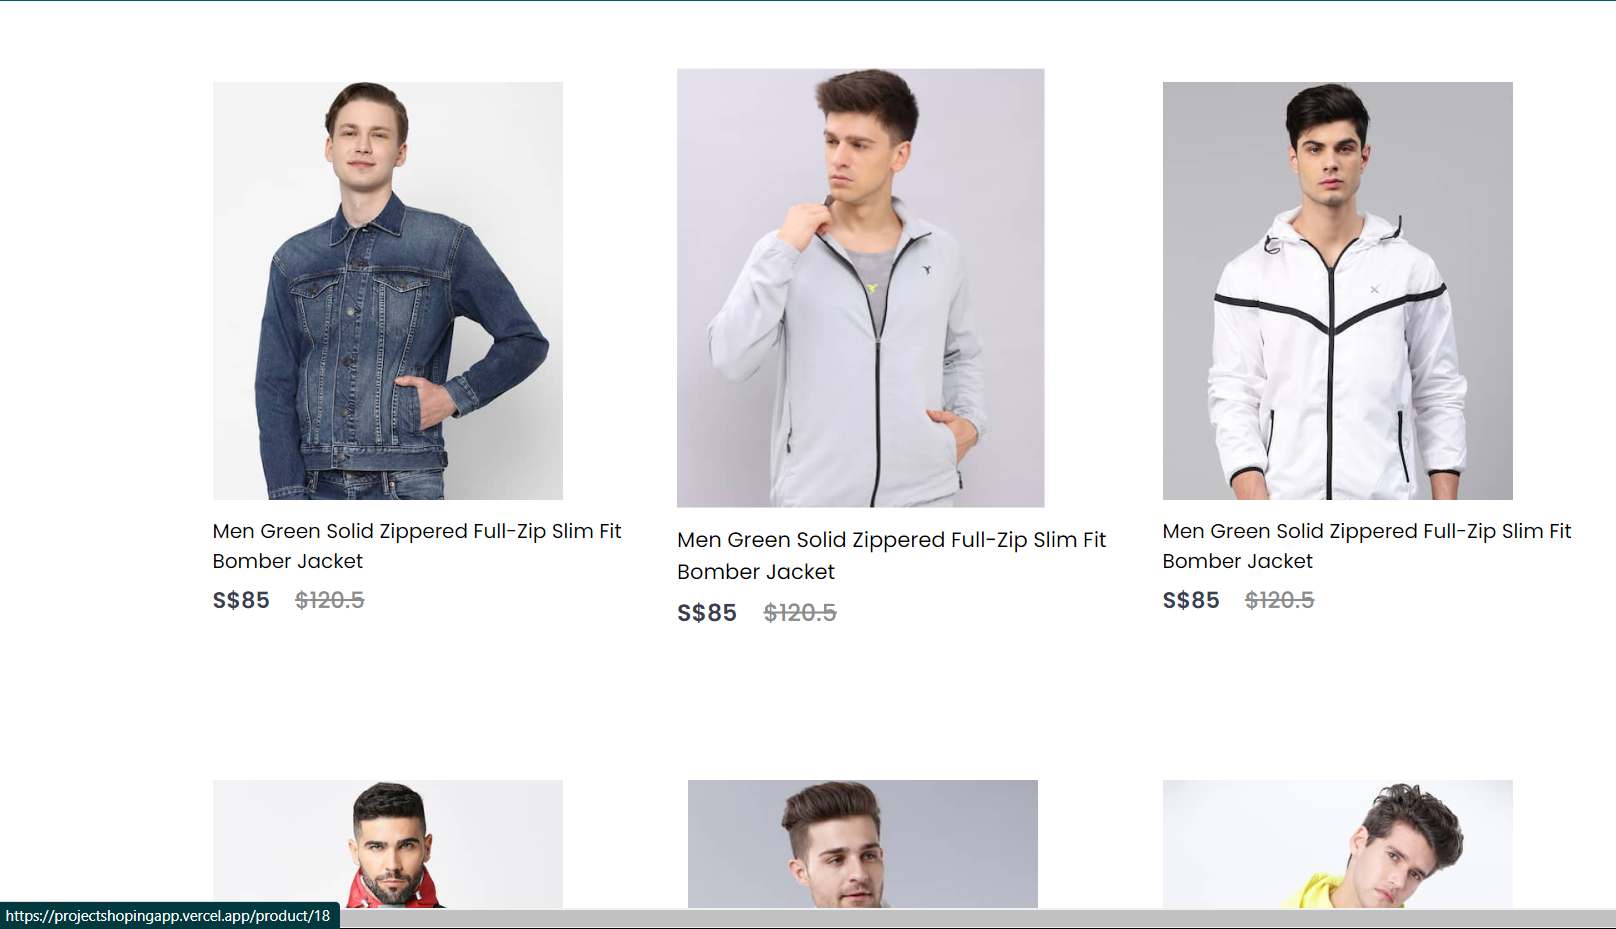 Men Green Solid Zippered Full-Zip Slim Fit
Bomber Jacket
S$85 $120.5
Men Green Solid Zippered Full-Zip Slim Fit
Bomber Jacket
S$85 $120.5
Men Green Solid Zippered Full-Zip Slim Fit
Bomber Jacket
S$85 $120.5
https://projectshopingapp.vercel.app/product/18